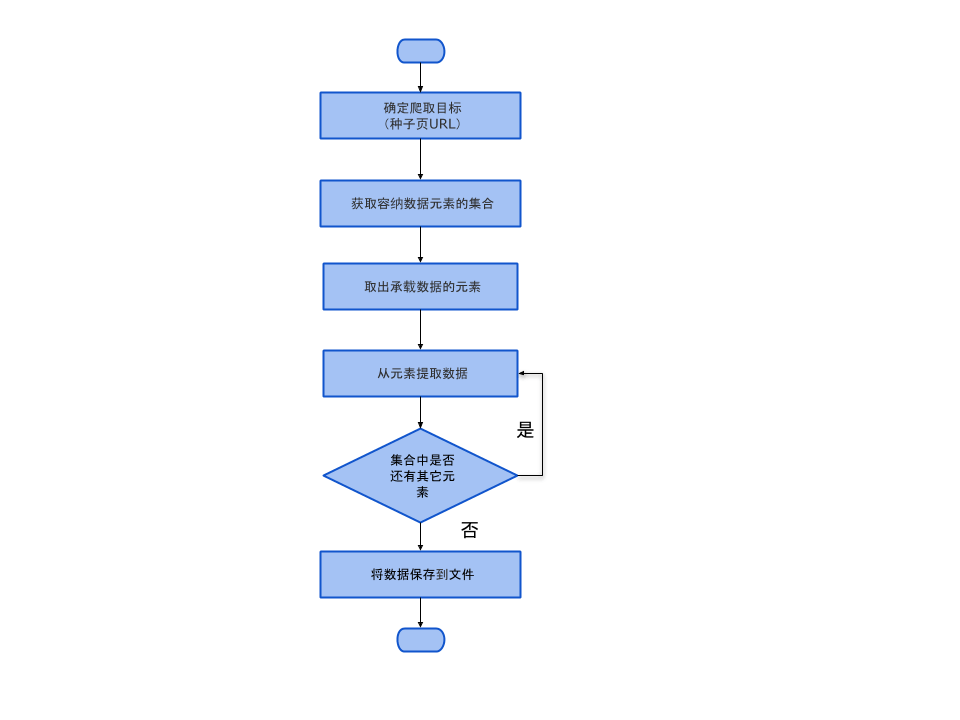 确定爬取目标
（种子页URL）
获取容纳数据元素的集合
取出承载数据的元素
从元素提取数据
是
集合中是否
还有其它元
素
否
将数据保存到文件